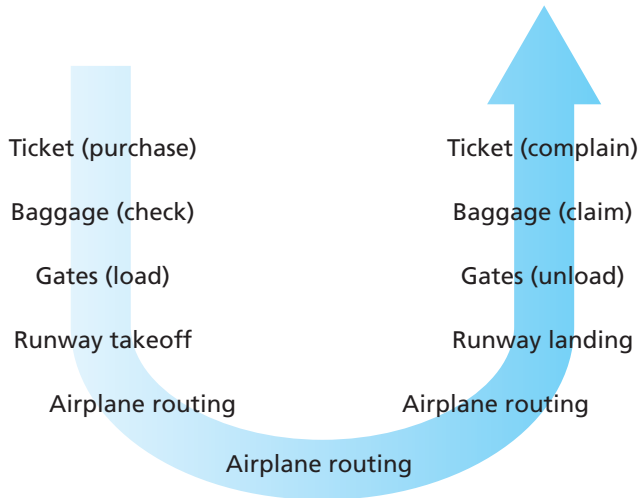 Ticket (purchase)
Ticket (complain)
Baggage (check)
Baggage (claim)
Gates (load)
Gates (unload)
Runway takeoff
Runway landing
Airplane routing
Airplane routing
Airplane routing